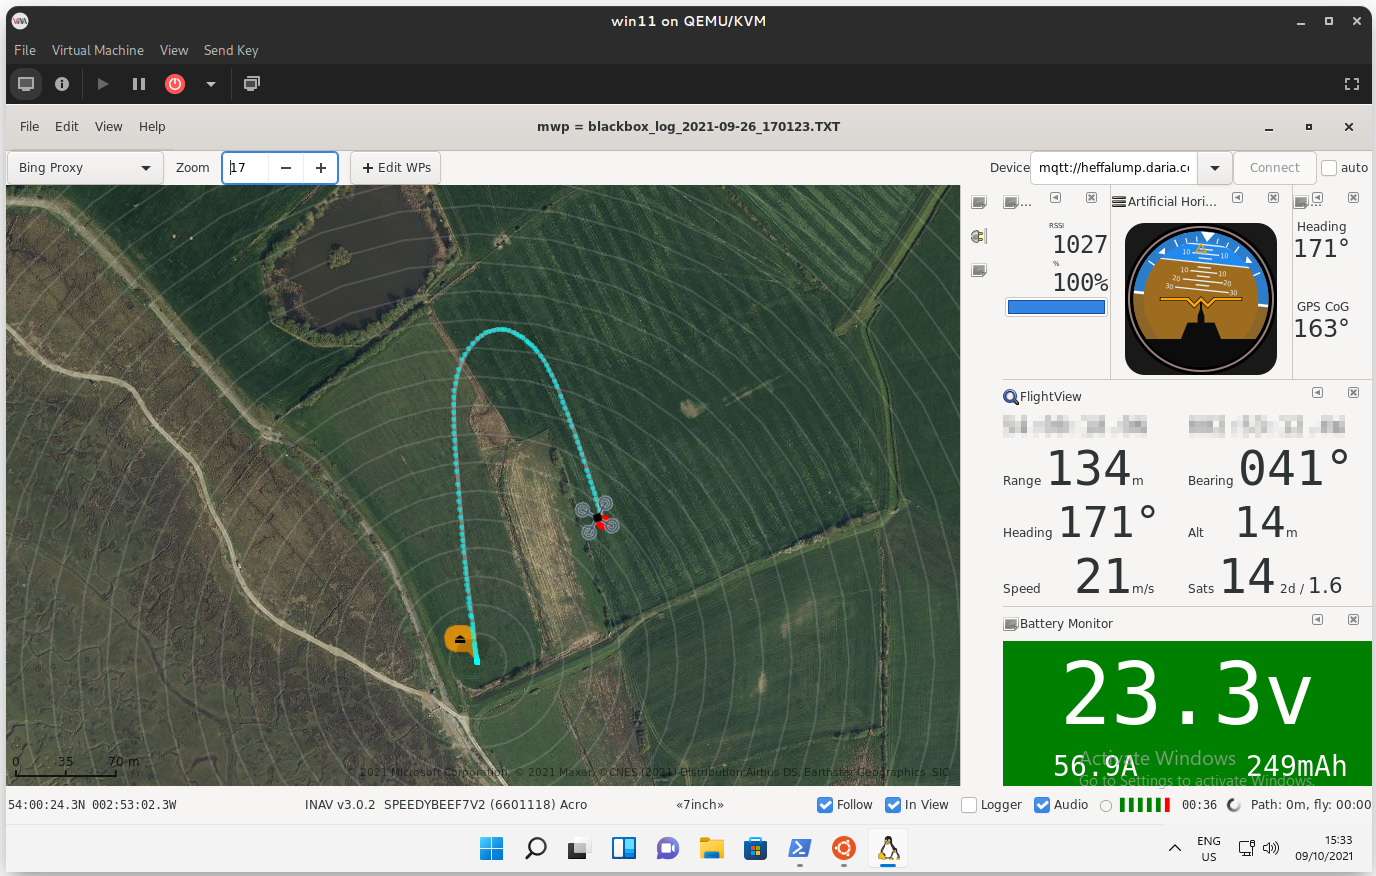 win11 on QEMU/KVM
File Virtual Machine View Send Key
File Edit View Help
mwp = blackbox_log_2021-09-26_170123.TXT
Bing Proxy Zoom 17 − + + Edit WPs
Device mqtt://heffalump.daria.co Connect auto
...
RSSI
1027
%
100%
Artificial Hori...
10 10
10 10
20 20
30 30
...
Heading
171°
GPS CoG
163°
FlightView
Range 134m Bearing 041°
Heading 171° Alt 14m
Speed 21m/s Sats 14 2d / 1.6
Battery Monitor
23.3v
56.9A 249mAh
Activate Windows
Go to Settings to activate Windows.
0 35 70 m
© 2021 Microsoft Corporation, © 2021 Maxar, ©CNES (2021) Distribution Airbus DS, Earthstar Geographics SIO
54:00:24.3N 002:53:02.3W INAV v3.0.2 SPEEDYBEEF7V2 (6601118) Acro «7inch» Follow In View Logger Audio 00:36 Path: 0m, fly: 00:00
ENG
US
15:33
09/10/2021